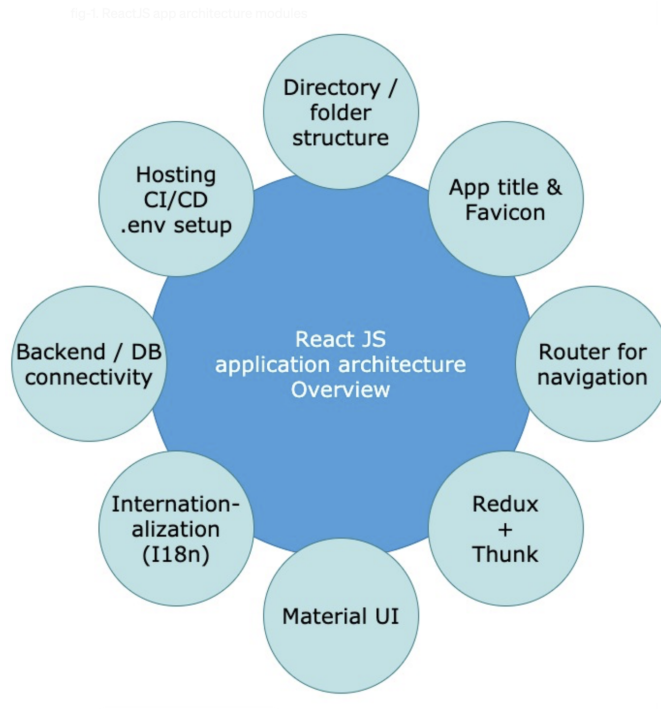 fig-1. ReactJS app architecture modules
Directory /
folder
structure
App title &
Favicon
Router for
navigation
Redux
+
Thunk
Material UI
Internation-
alization
(I18n)
Backend / DB
connectivity
Hosting
CI/CD
.env setup
React JS
application architecture
Overview